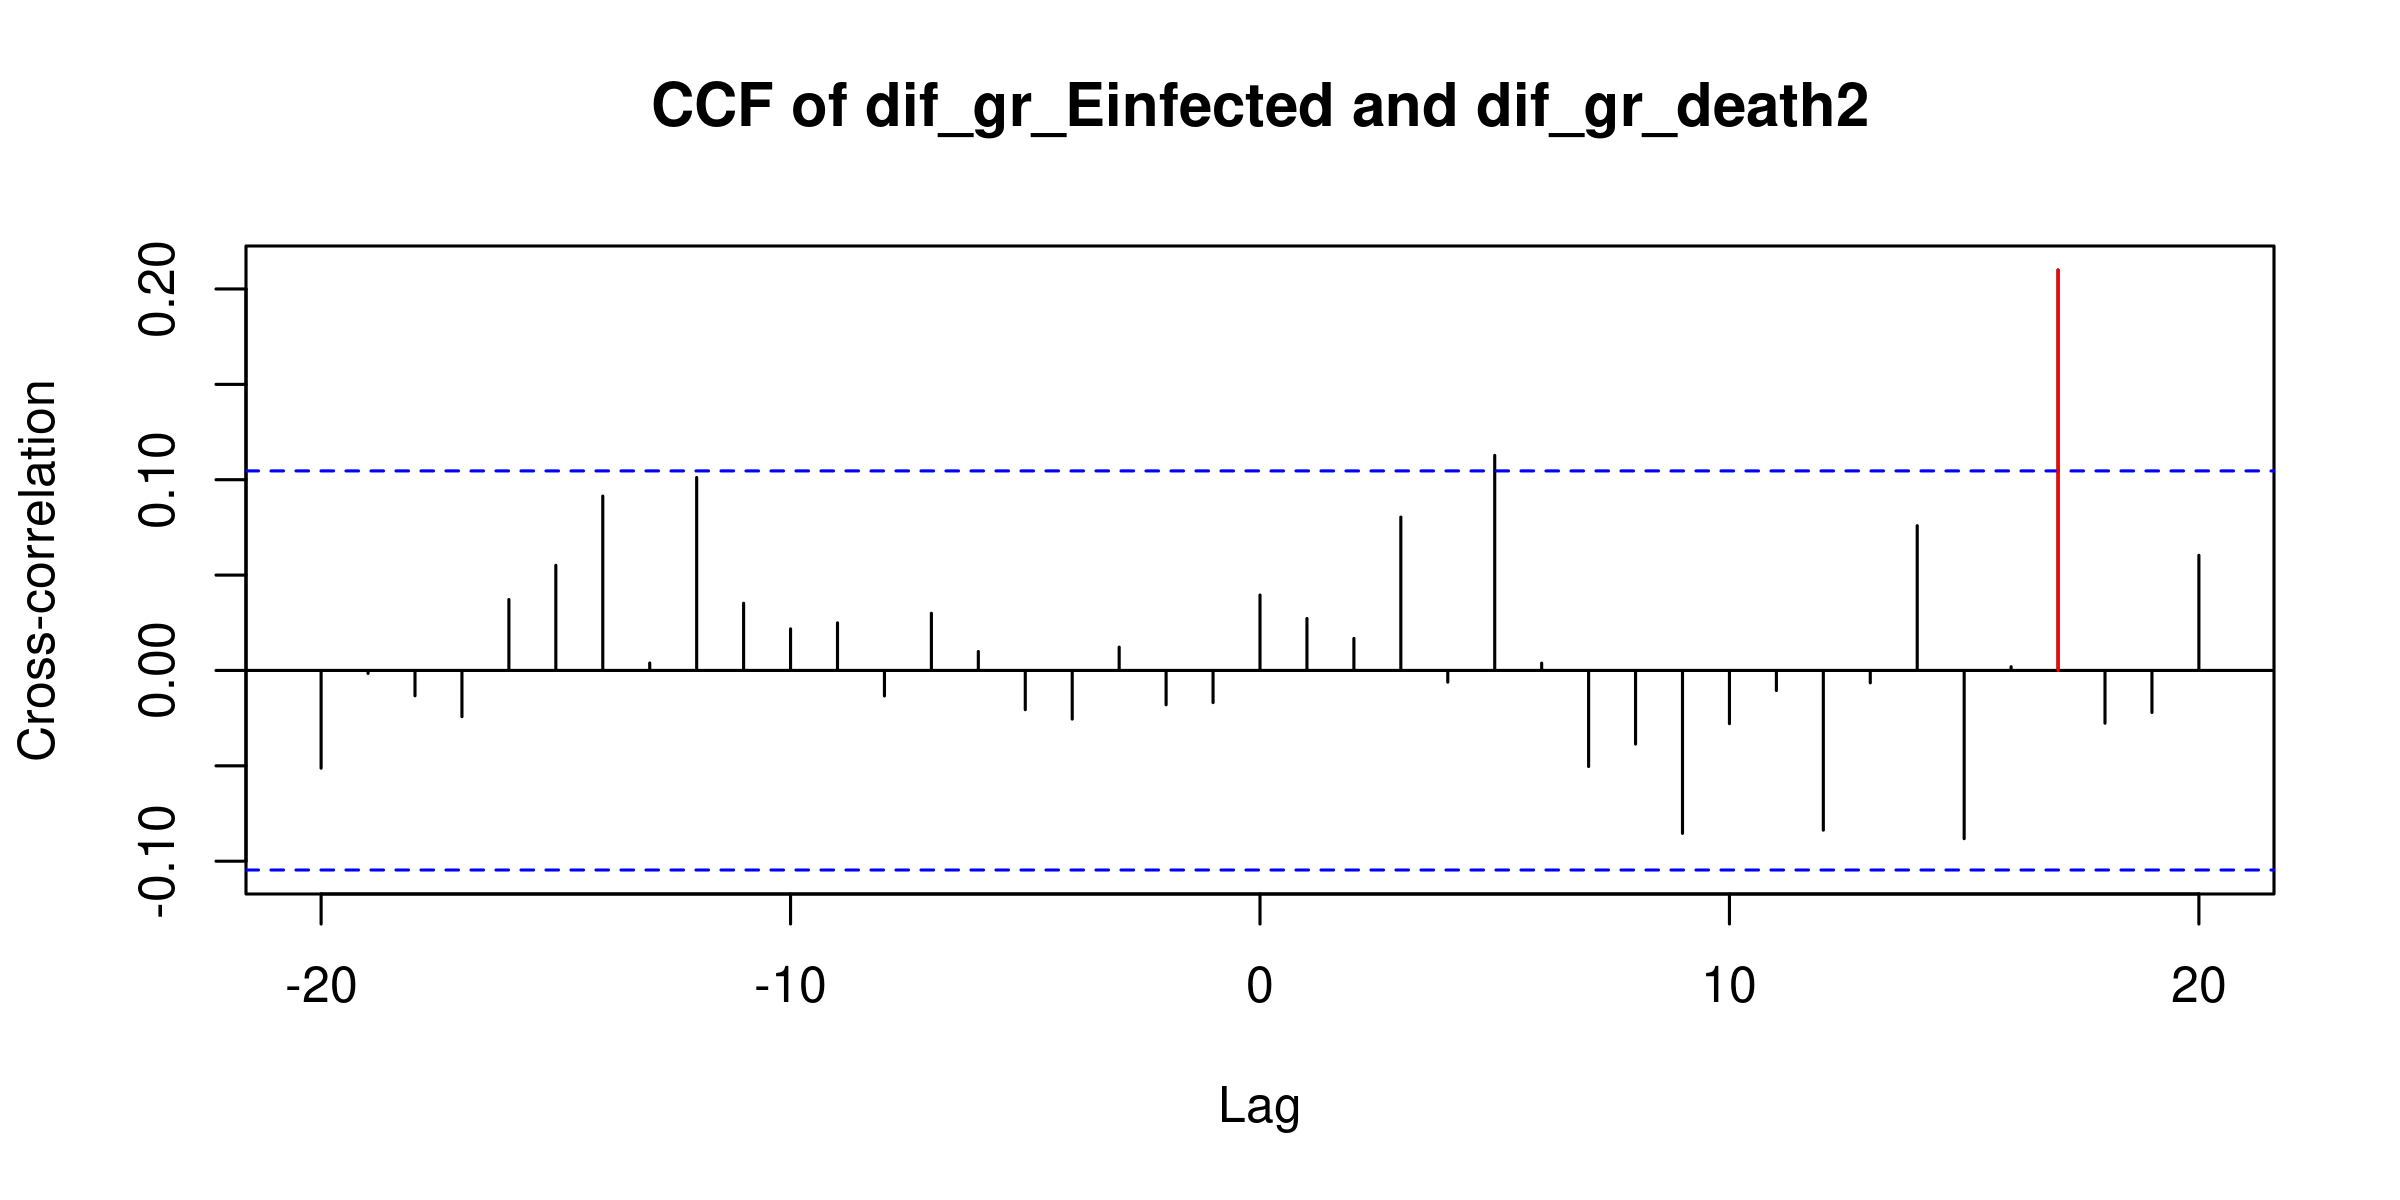 CCF of dif_gr_Einfected and dif_gr_death2
Cross-correlation
0.20
0.10
0.00
-0.10
-20 -10 0 10 20
Lag